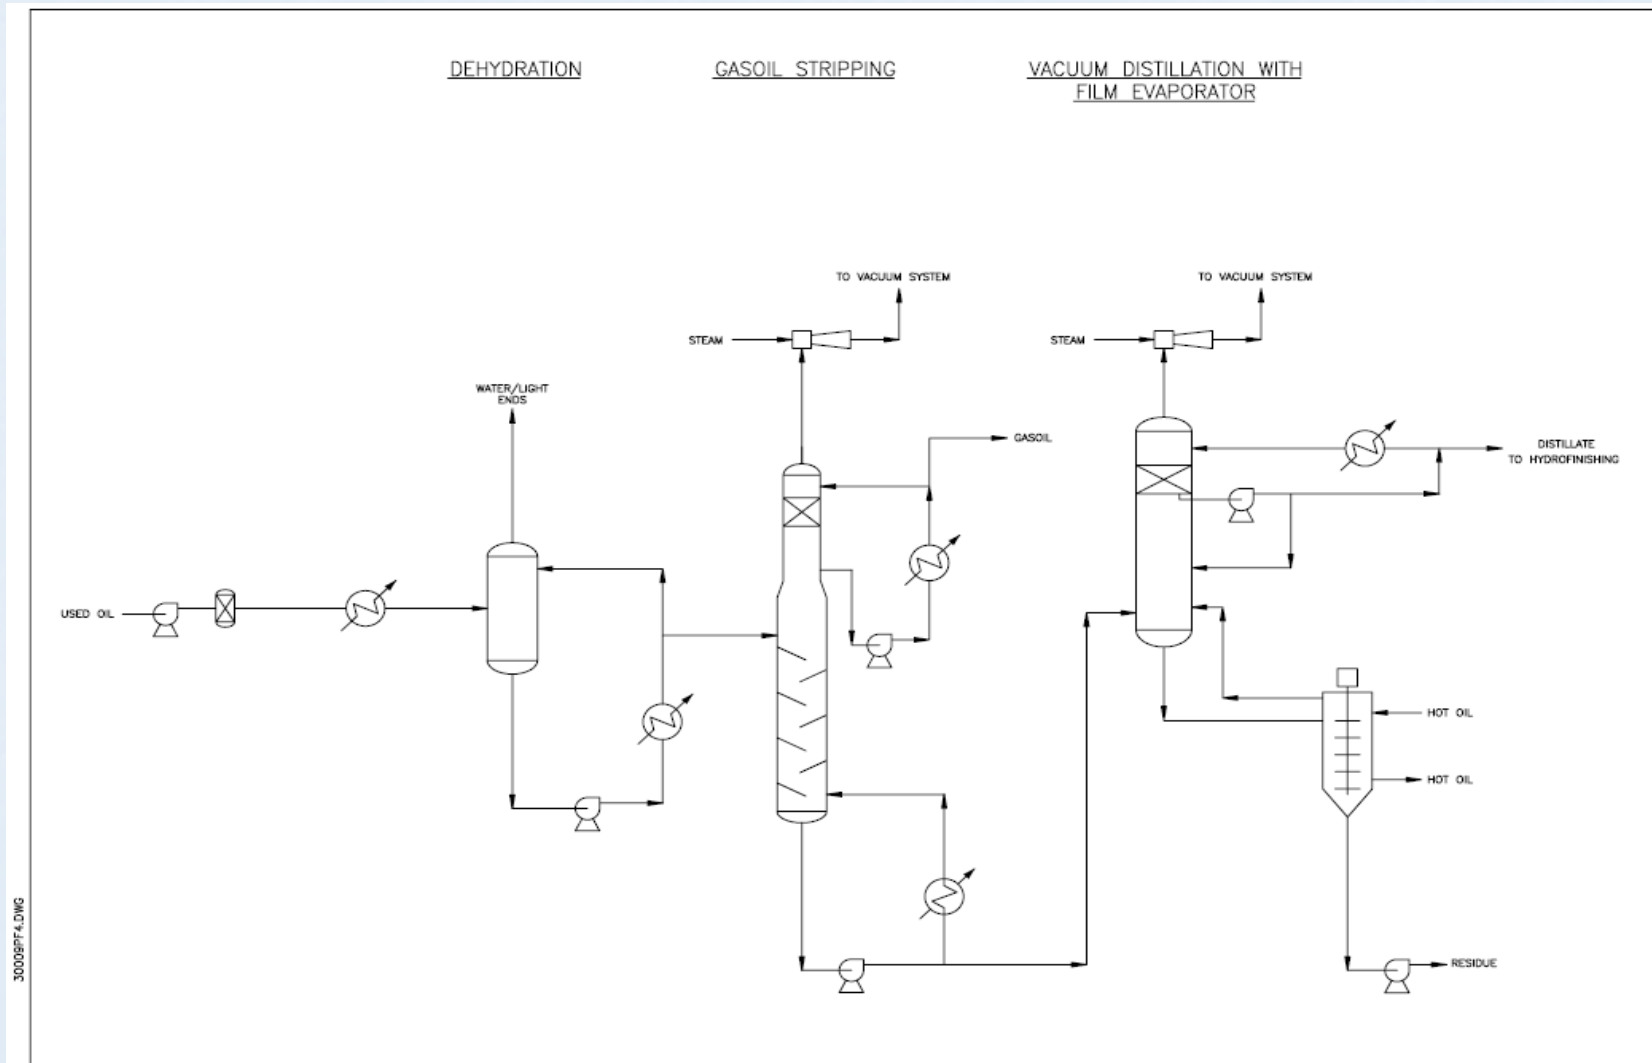 DEHYDRATION
GASOIL STRIPPING
VACUUM DISTILLATION WITH
FILM EVAPORATOR
TO VACUUM SYSTEM
TO VACUUM SYSTEM
STEAM
STEAM
WATER/LIGHT
ENDS
GASOIL
DISTILLATE
TO HYDROFINISHING
USED OIL
HOT OIL
HOT OIL
RESIDUE
30009PF4.DWG